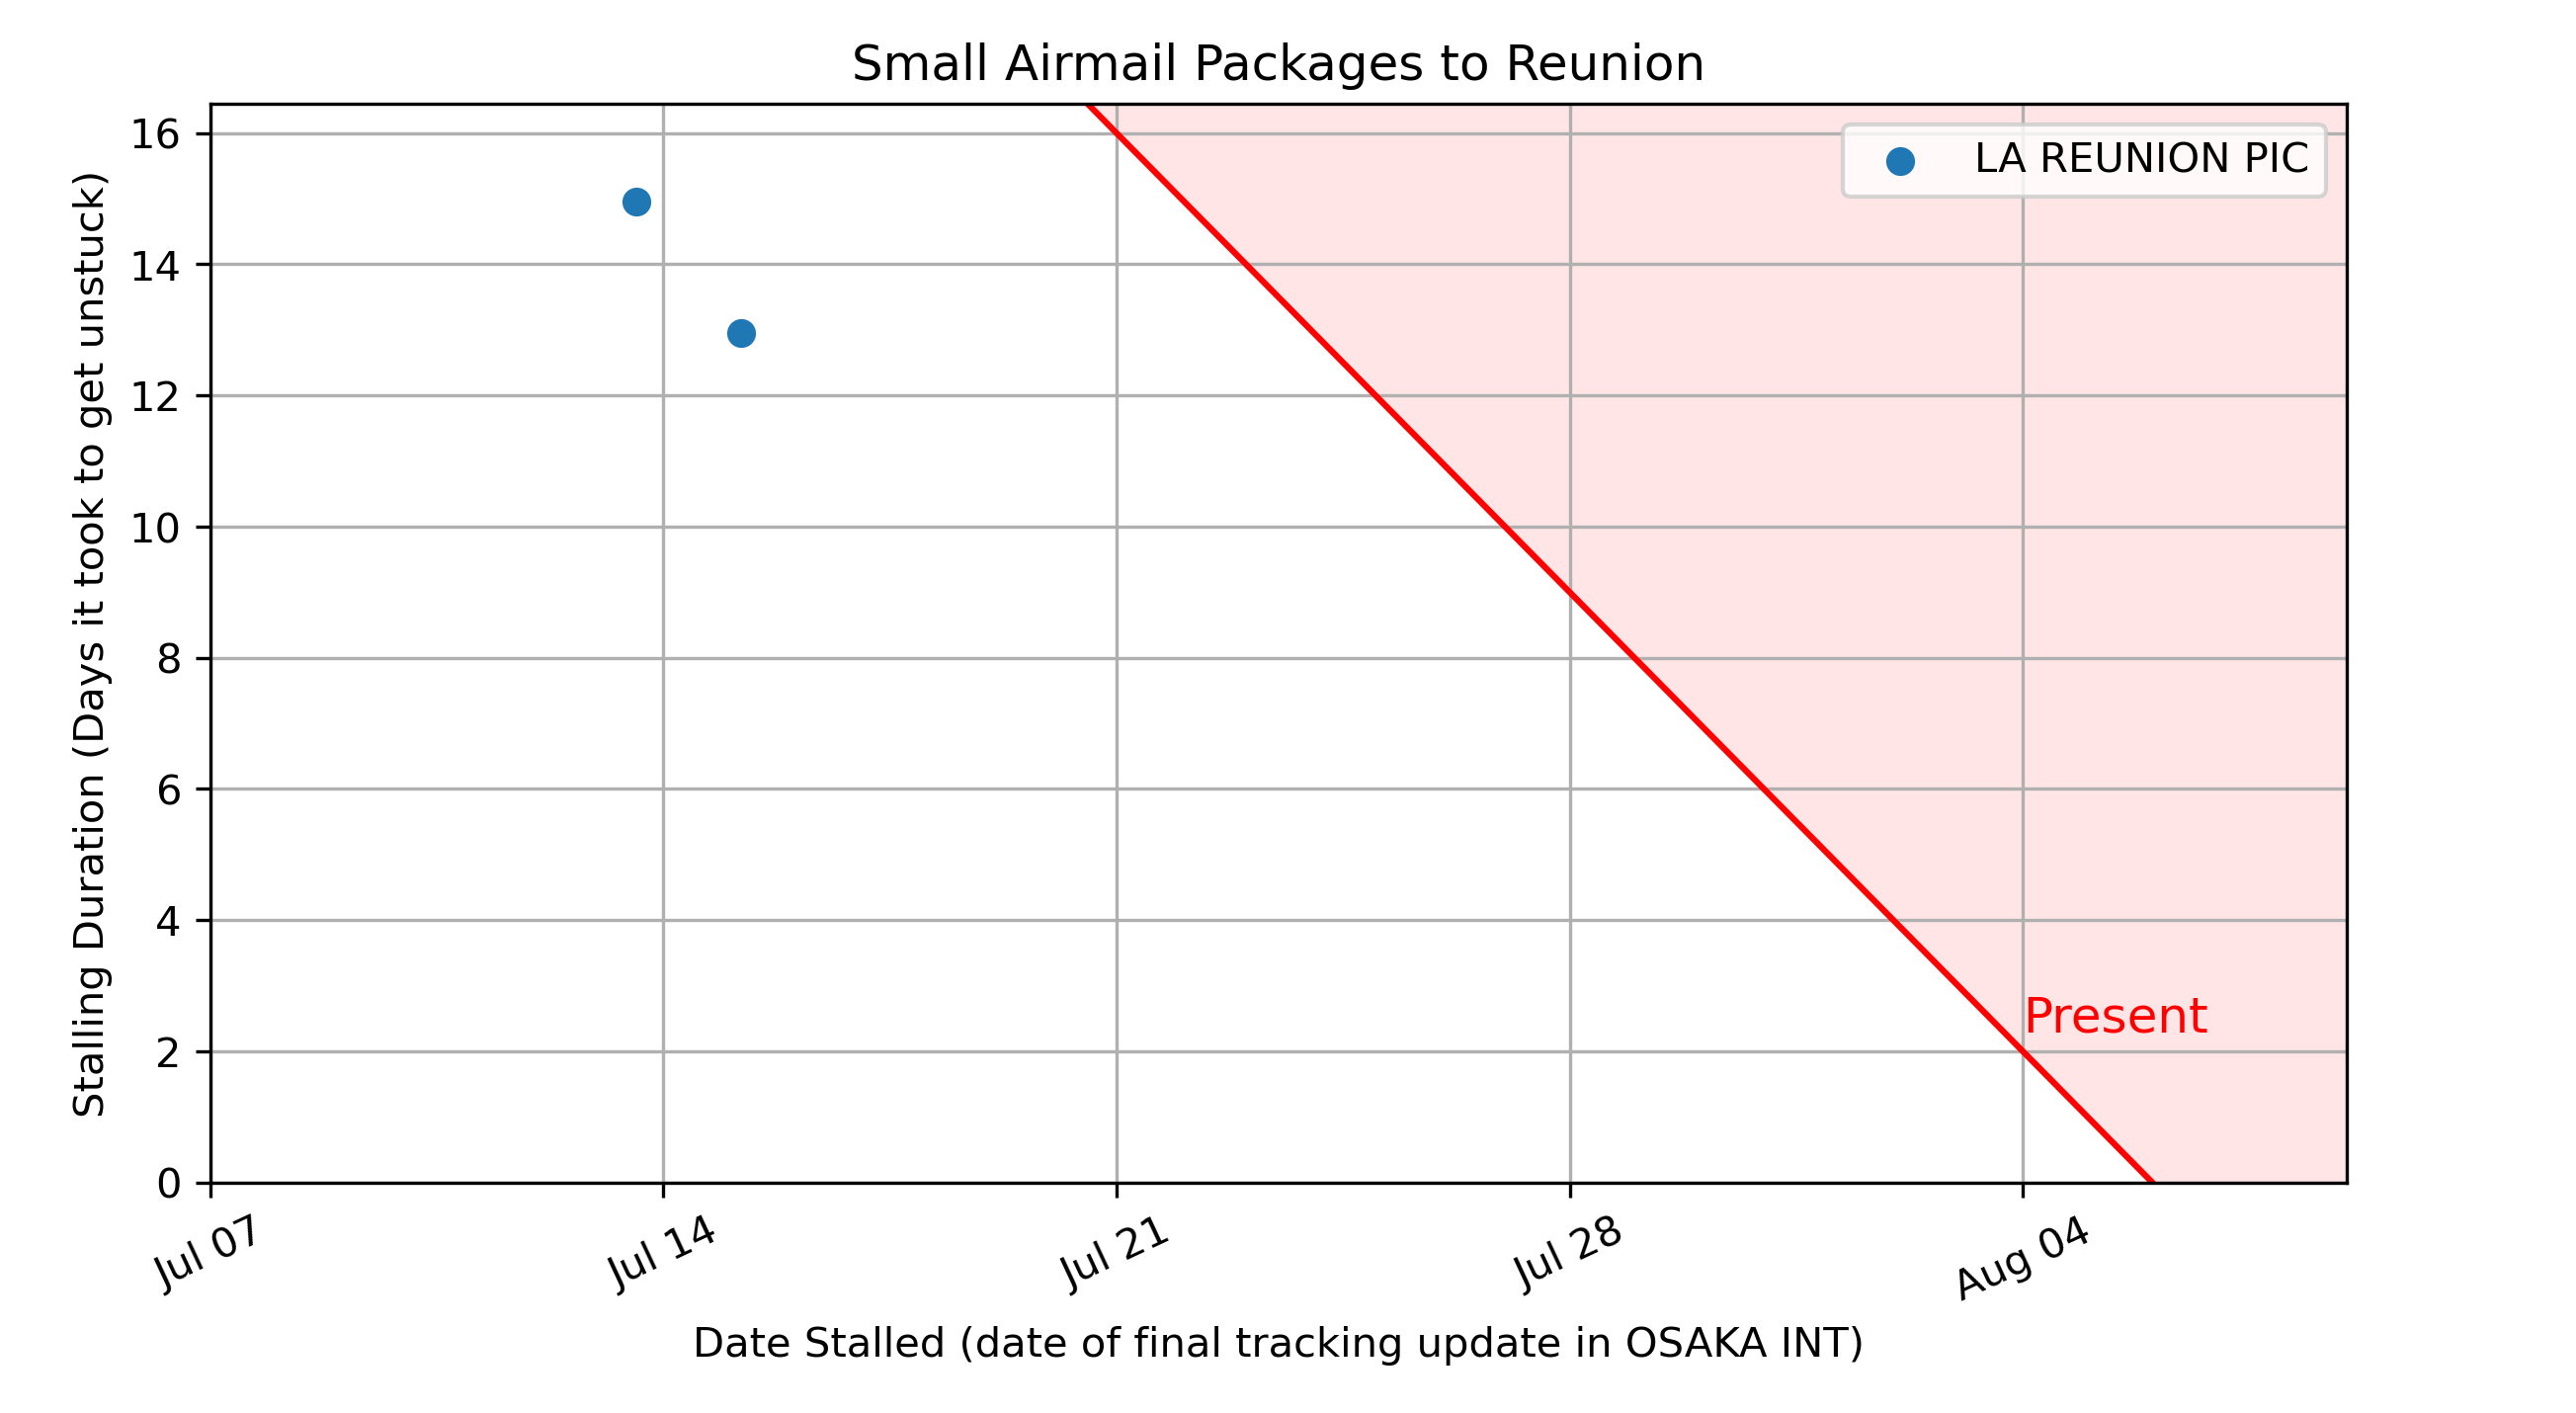 Small Airmail Packages to Reunion
LA REUNION PIC
Stalling Duration (Days it took to get unstuck)
16
14
12
10
8
6
4
2
0
Present
Jul 07
Jul 14
Jul 21
Jul 28
Aug 04
Date Stalled (date of final tracking update in OSAKA INT)